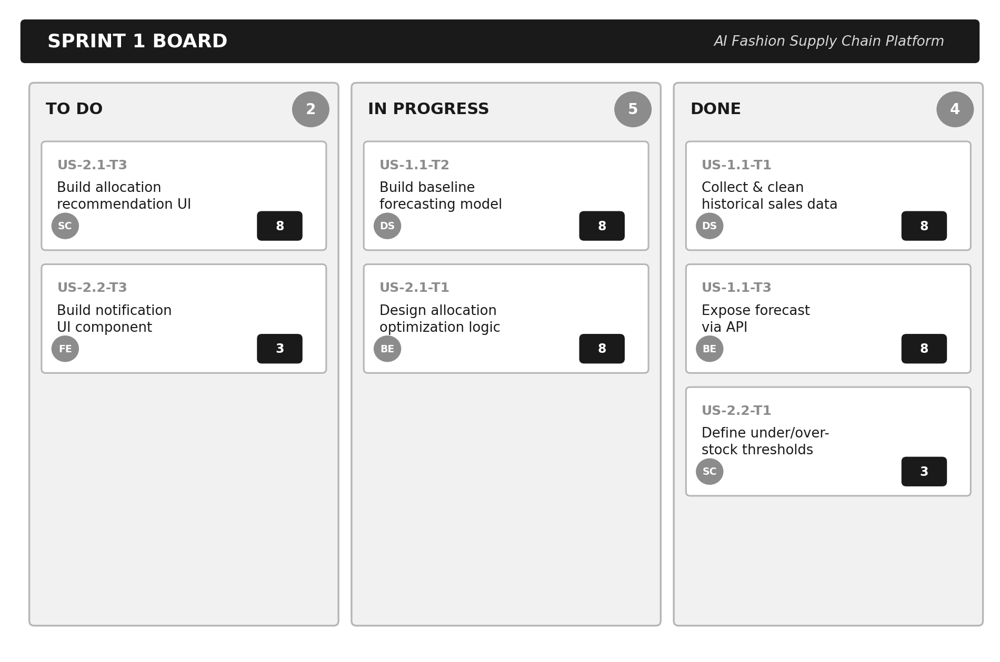 SPRINT 1 BOARD
AI Fashion Supply Chain Platform
TO DO
2
US-2.1-T3
Build allocation
recommendation UI
SC
8
US-2.2-T3
Build notification
UI component
FE
3
IN PROGRESS
5
US-1.1-T2
Build baseline
forecasting model
DS
8
US-2.1-T1
Design allocation
optimization logic
BE
8
DONE
4
US-1.1-T1
Collect & clean
historical sales data
DS
8
US-1.1-T3
Expose forecast
via API
BE
8
US-2.2-T1
Define under/over-
stock thresholds
SC
3